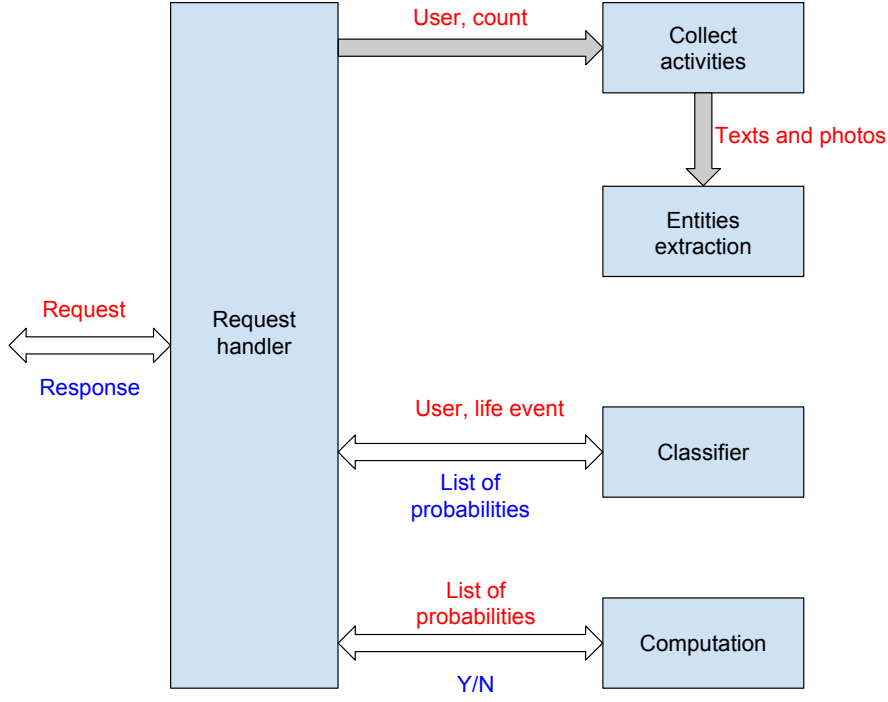 User, count
Collect
activities
Texts and photos
Entities
extraction
Request
Request
handler
Response
User, life event
Classifier
List of
probabilities
List of
probabilities
Computation
Y/N